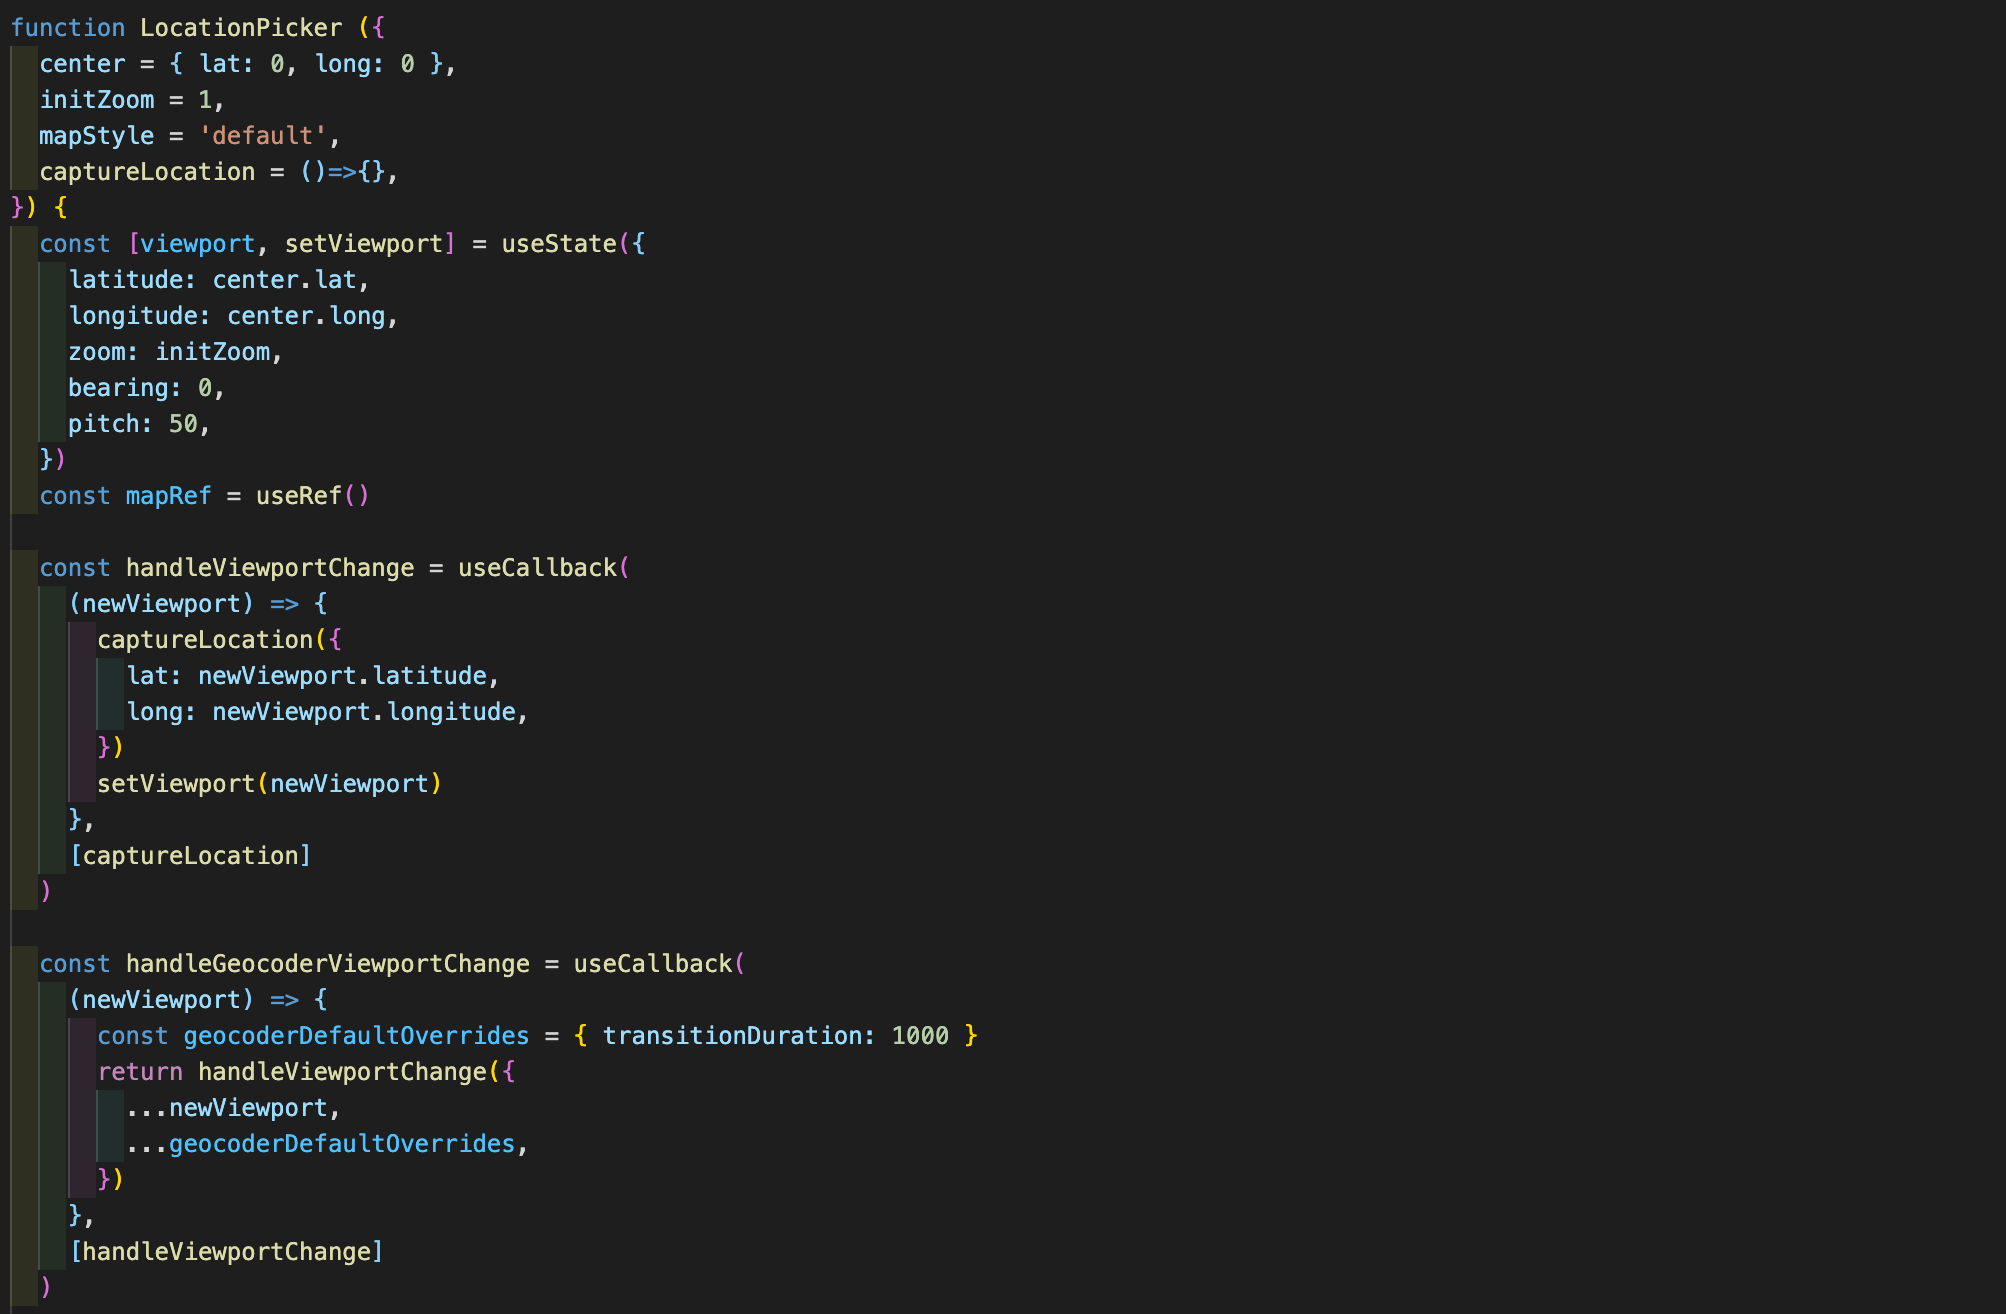 function LocationPicker ({
  center = { lat: 0, long: 0 },
  initZoom = 1,
  mapStyle = 'default',
  captureLocation = ()=>{},
}) {
  const [viewport, setViewport] = useState({
    latitude: center.lat,
    longitude: center.long,
    zoom: initZoom,
    bearing: 0,
    pitch: 50,
  })
  const mapRef = useRef()

  const handleViewportChange = useCallback(
    (newViewport) => {
      captureLocation({
        lat: newViewport.latitude,
        long: newViewport.longitude,
      })
      setViewport(newViewport)
    },
    [captureLocation]
  )

  const handleGeocoderViewportChange = useCallback(
    (newViewport) => {
      const geocoderDefaultOverrides = { transitionDuration: 1000 }
      return handleViewportChange({
        ...newViewport,
        ...geocoderDefaultOverrides,
      })
    },
    [handleViewportChange]
  )